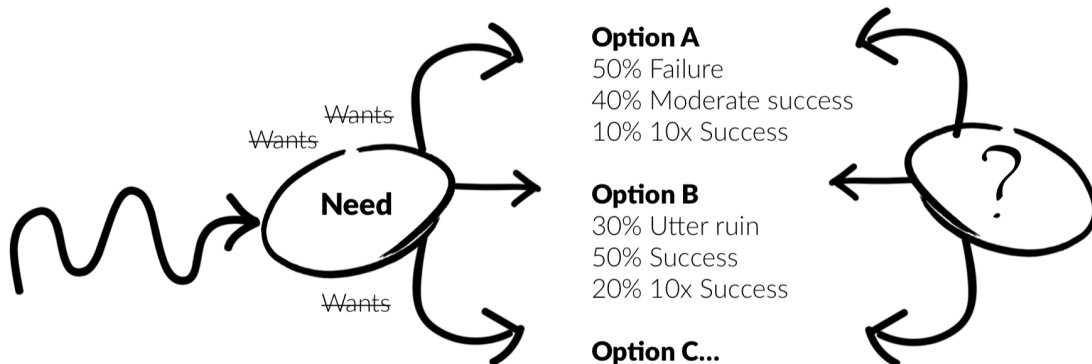 Wants
Wants
Need
Wants
Option A
50% Failure
40% Moderate success
10% 10x Success
Option B
30% Utter ruin
50% Success
20% 10x Success
Option C...
?